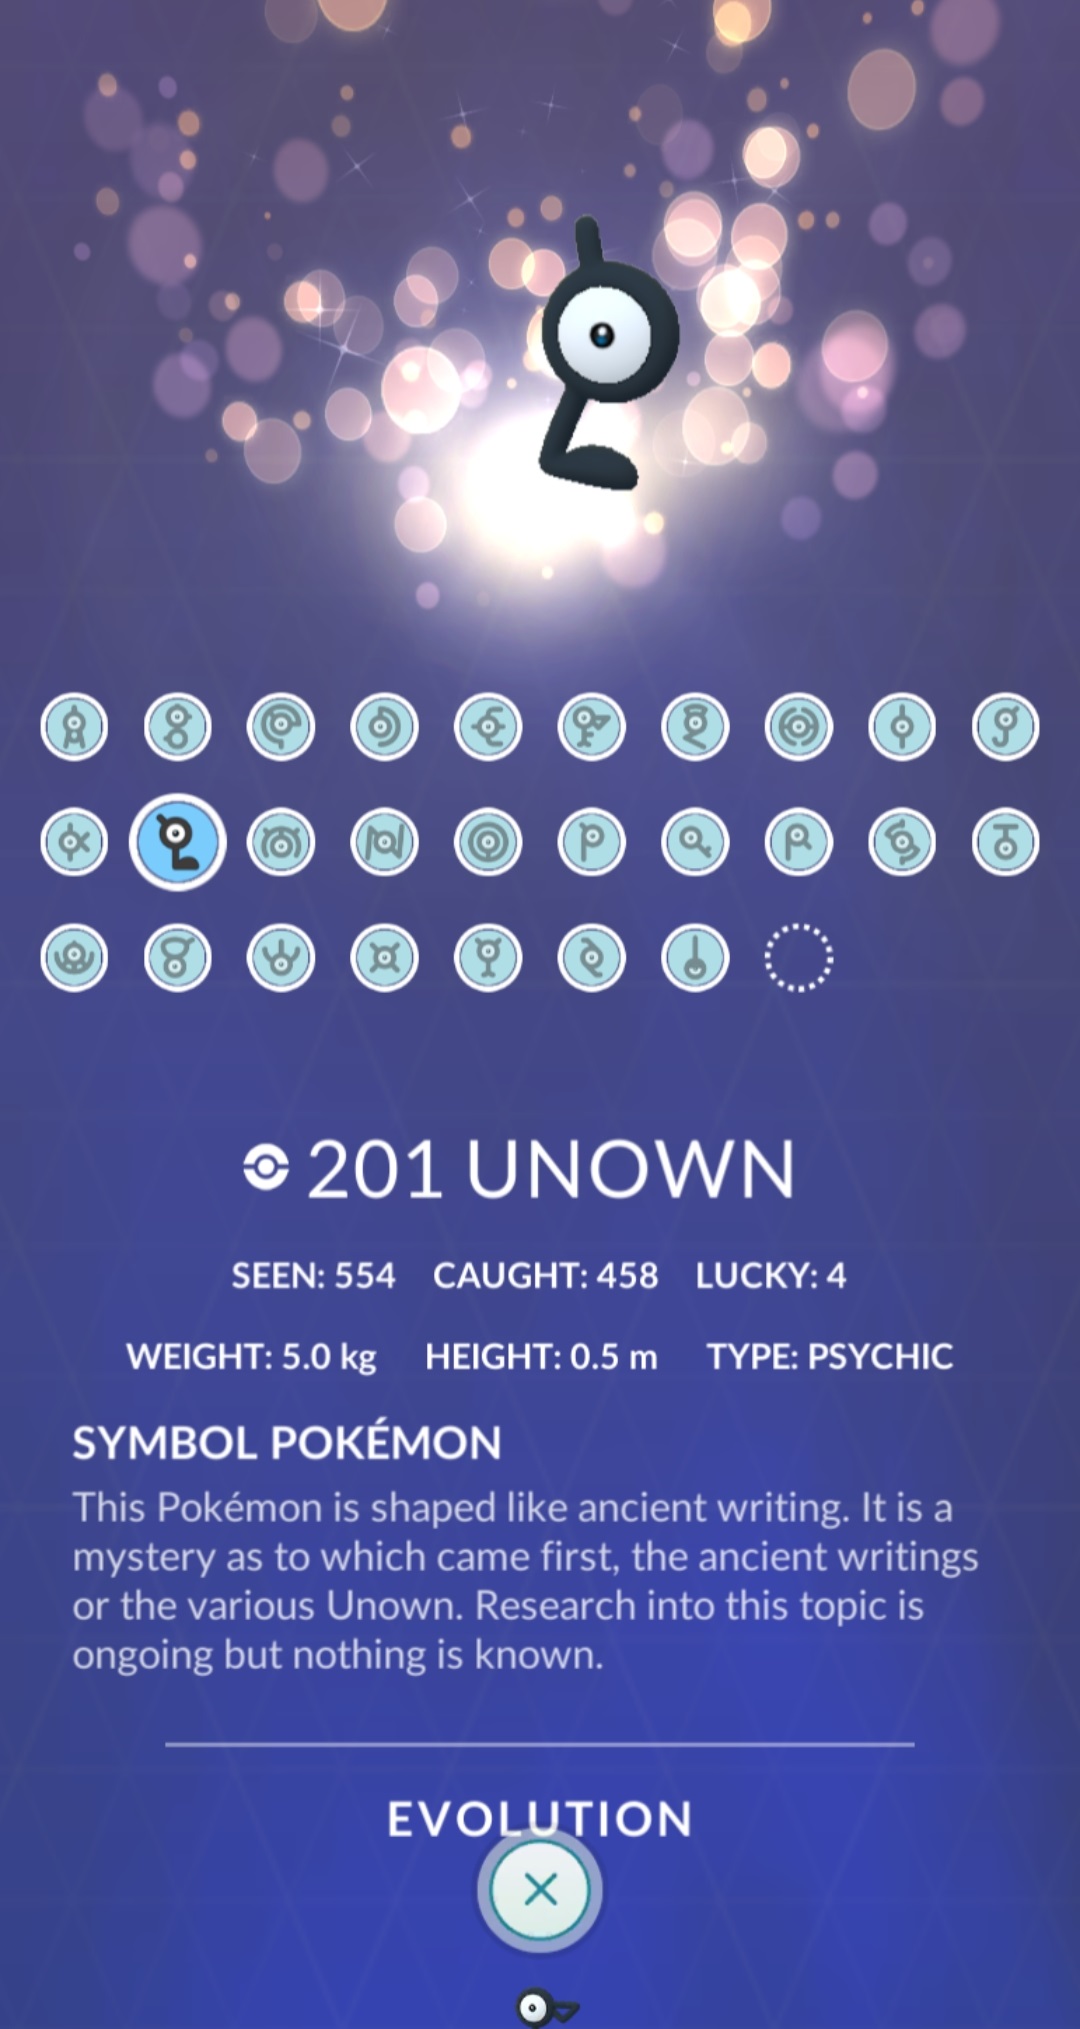 201 UNOWN
SEEN: 554 CAUGHT: 458 LUCKY: 4
WEIGHT: 5.0 kg HEIGHT: 0.5 m TYPE: PSYCHIC
SYMBOL POKÉMON
This Pokémon is shaped like ancient writing. It is a
mystery as to which came first, the ancient writings
or the various Unown. Research into this topic is
ongoing but nothing is known.
EVOLUTION